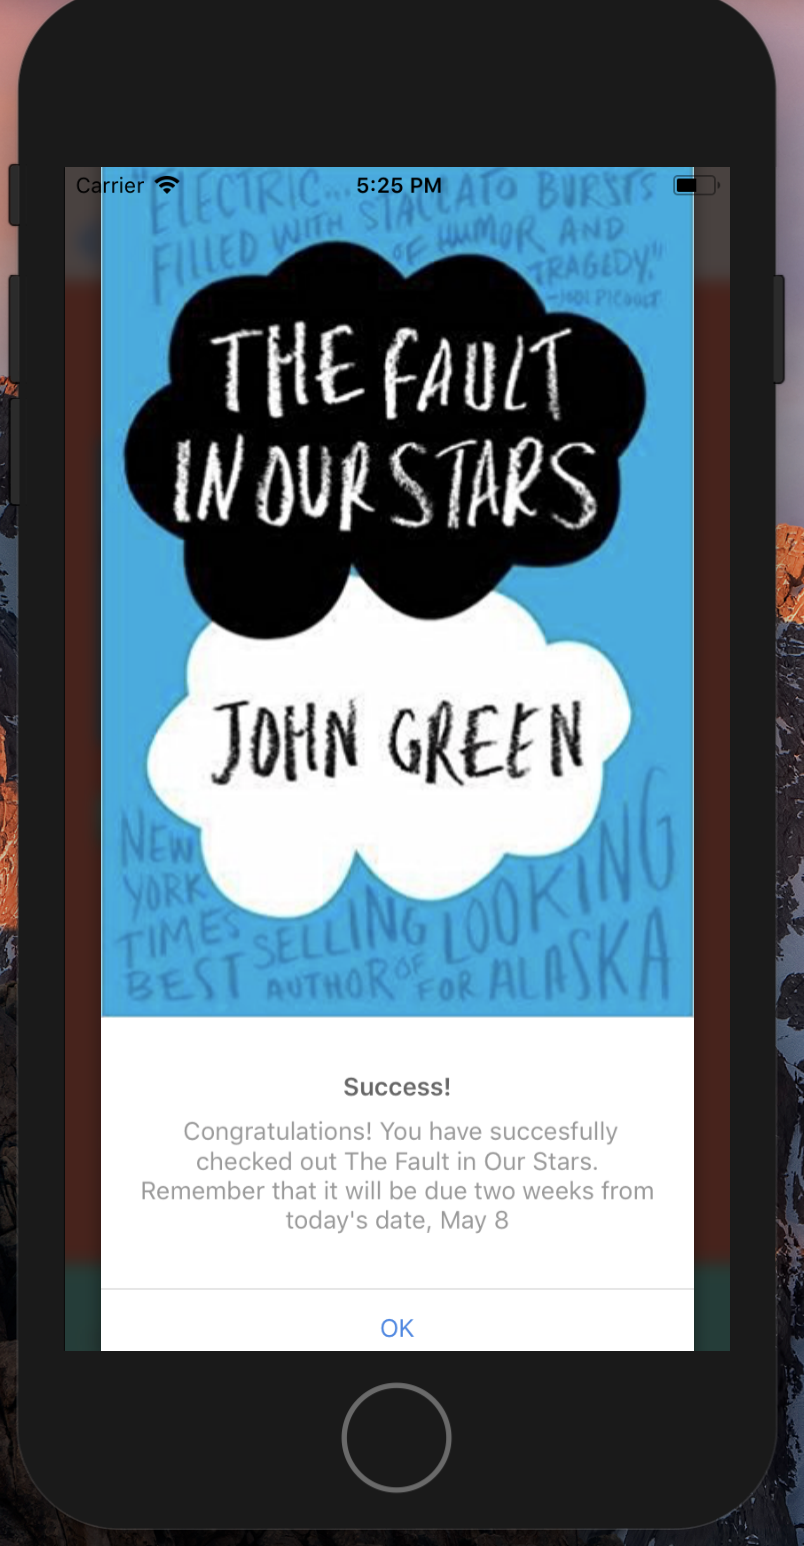 Carrier 5:25 PM
"ELECTRIC... STACCATO BURSTS
FILLED WITH OF HUMOR AND
TRAGEDY."
—JODI PICOULT
THE FAULT
IN OUR STARS
JOHN GREEN
NEW
YORK
TIMES
BEST SELLING
AUTHOR OF
LOOKING
FOR ALASKA
Success!
Congratulations! You have succesfully
checked out The Fault in Our Stars.
Remember that it will be due two weeks from
today's date, May 8
OK